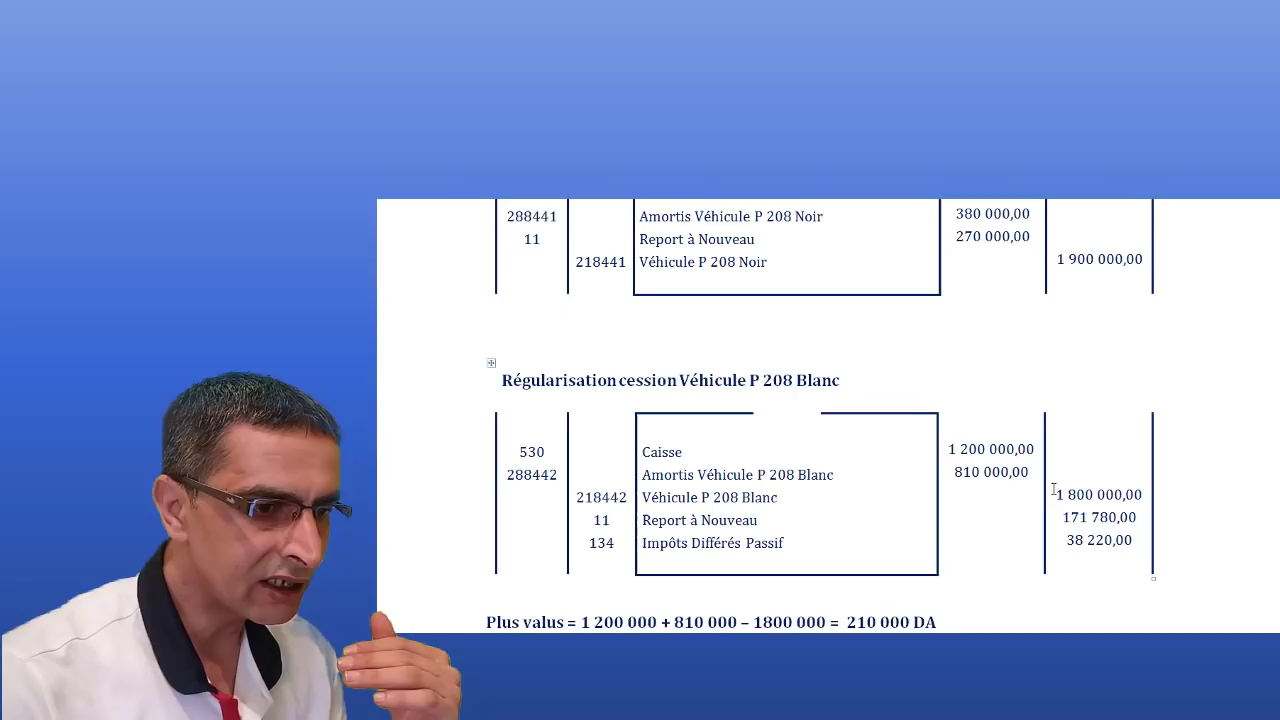 288441 Amortis Véhicule P 208 Noir 380 000,00
11 Report à Nouveau 270 000,00
218441 Véhicule P 208 Noir 1 900 000,00
Régularisation cession Véhicule P 208 Blanc
530 Caisse 1 200 000,00
288442 Amortis Véhicule P 208 Blanc 810 000,00
218442 Véhicule P 208 Blanc 1 800 000,00
11 Report à Nouveau 171 780,00
134 Impôts Différés Passif 38 220,00
Plus valus = 1 200 000 + 810 000 – 1800 000 = 210 000 DA